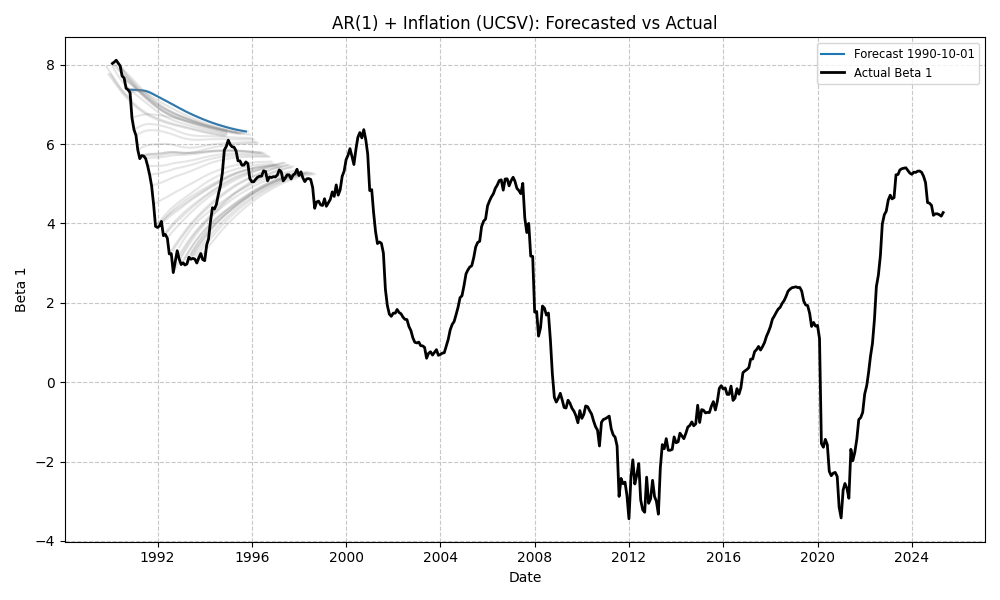 AR(1) + Inflation (UCSV): Forecasted vs Actual
Forecast 1990-10-01
Actual Beta 1
Beta 1
8
6
4
2
0
−2
−4
1992 1996 2000 2004 2008 2012 2016 2020 2024
Date